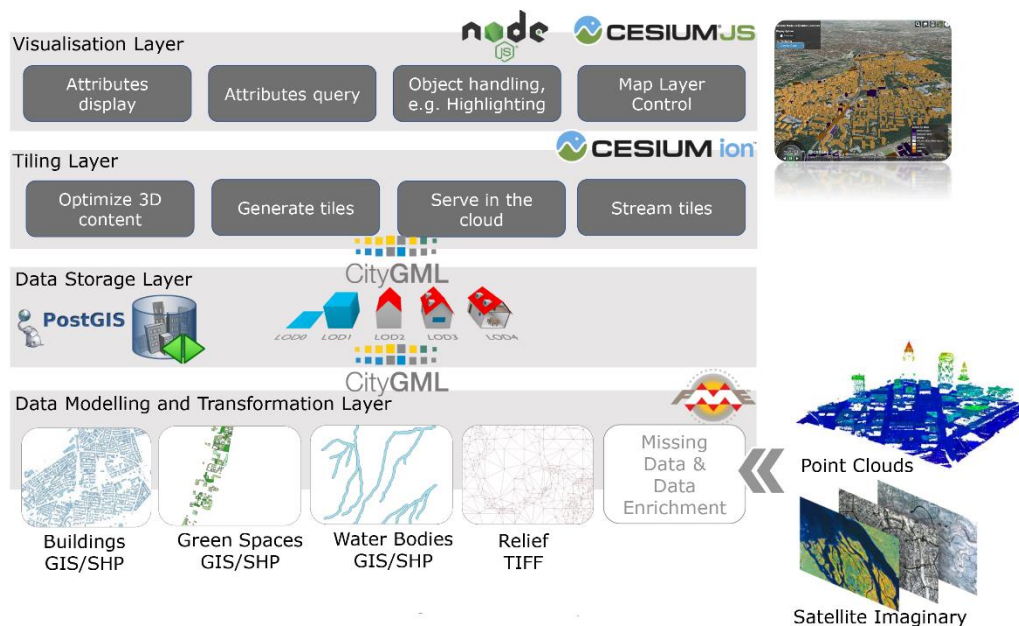 node
JS
CESIUM JS
Visualisation Layer
Attributes
display
Attributes query
Object handling,
e.g. Highlighting
Map Layer
Control
Tiling Layer
CESIUM ion
Optimize 3D
content
Generate tiles
Serve in the
cloud
Stream tiles
CityGML
Data Storage Layer
PostGIS
LOD0
LOD1
LOD2
LOD3
LOD4
CityGML
Data Modelling and Transformation Layer
FME
Missing
Data &
Data
Enrichment
Point Clouds
Buildings
GIS/SHP
Green Spaces
GIS/SHP
Water Bodies
GIS/SHP
Relief
TIFF
Satellite Imaginary